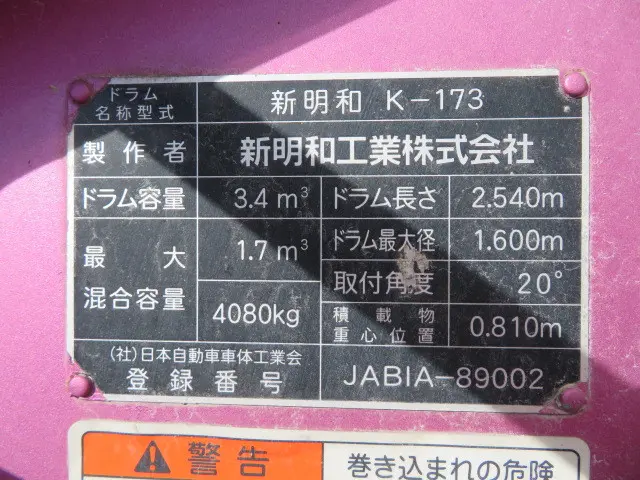 ドラム
名称型式
新明和 K-173
製作者
新明和工業株式会社
ドラム容量
3.4 m³
ドラム長さ
2.540m
最大
混合容量
1.7 m³
4080kg
ドラム最大径
1.600m
取付角度
20°
積載物
重心位置
0.810m
(社)日本自動車車体工業会
登録番号
JABIA-89002
警告
巻き込まれの危険